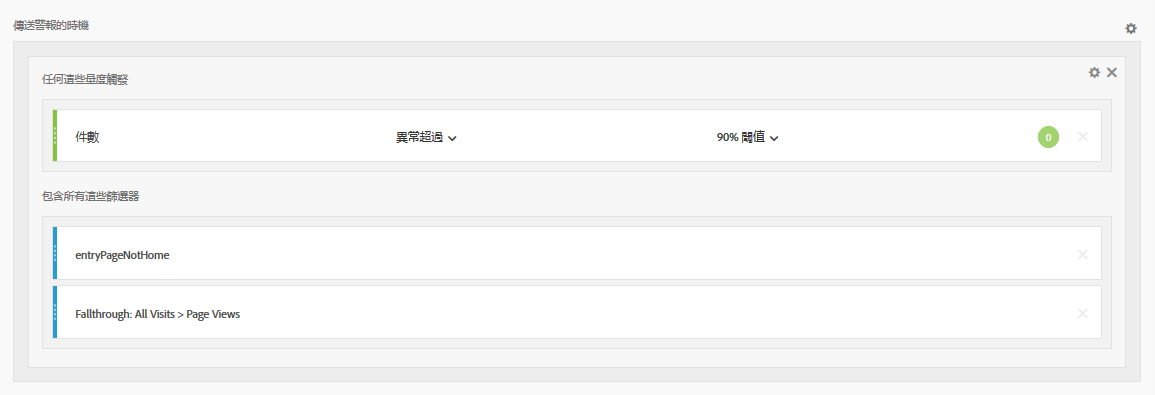 傳送警報的時機
任何這些量度觸發
件數 異常超過 90% 閾值 0
包含所有這些篩選器
entryPageNotHome
Fallthrough: All Visits > Page Views